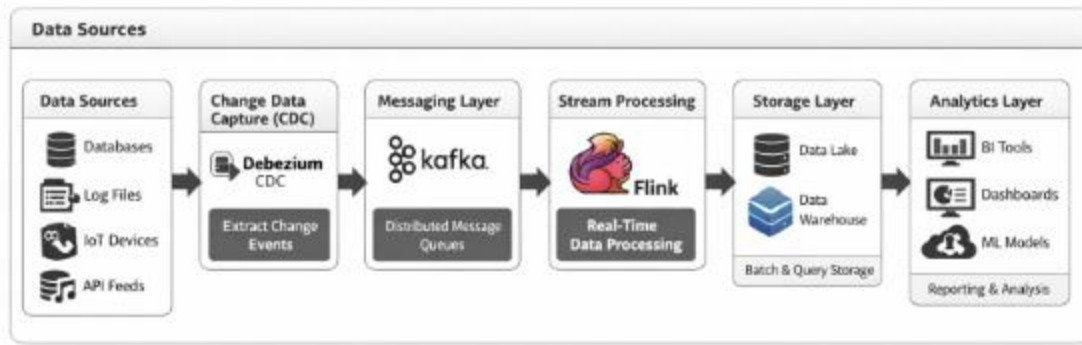 Data Sources
Data Sources
Databases
Log Files
IoT Devices
API Feeds
Change Data
Capture (CDC)
Debezium
CDC
Extract Change
Events
Messaging Layer
kafka.
Distributed Message
Queues
Stream Processing
Flink
Real-Time
Data Processing
Storage Layer
Data Lake
Data
Warehouse
Batch & Query Storage
Analytics Layer
BI Tools
Dashboards
ML Models
Reporting & Analysis